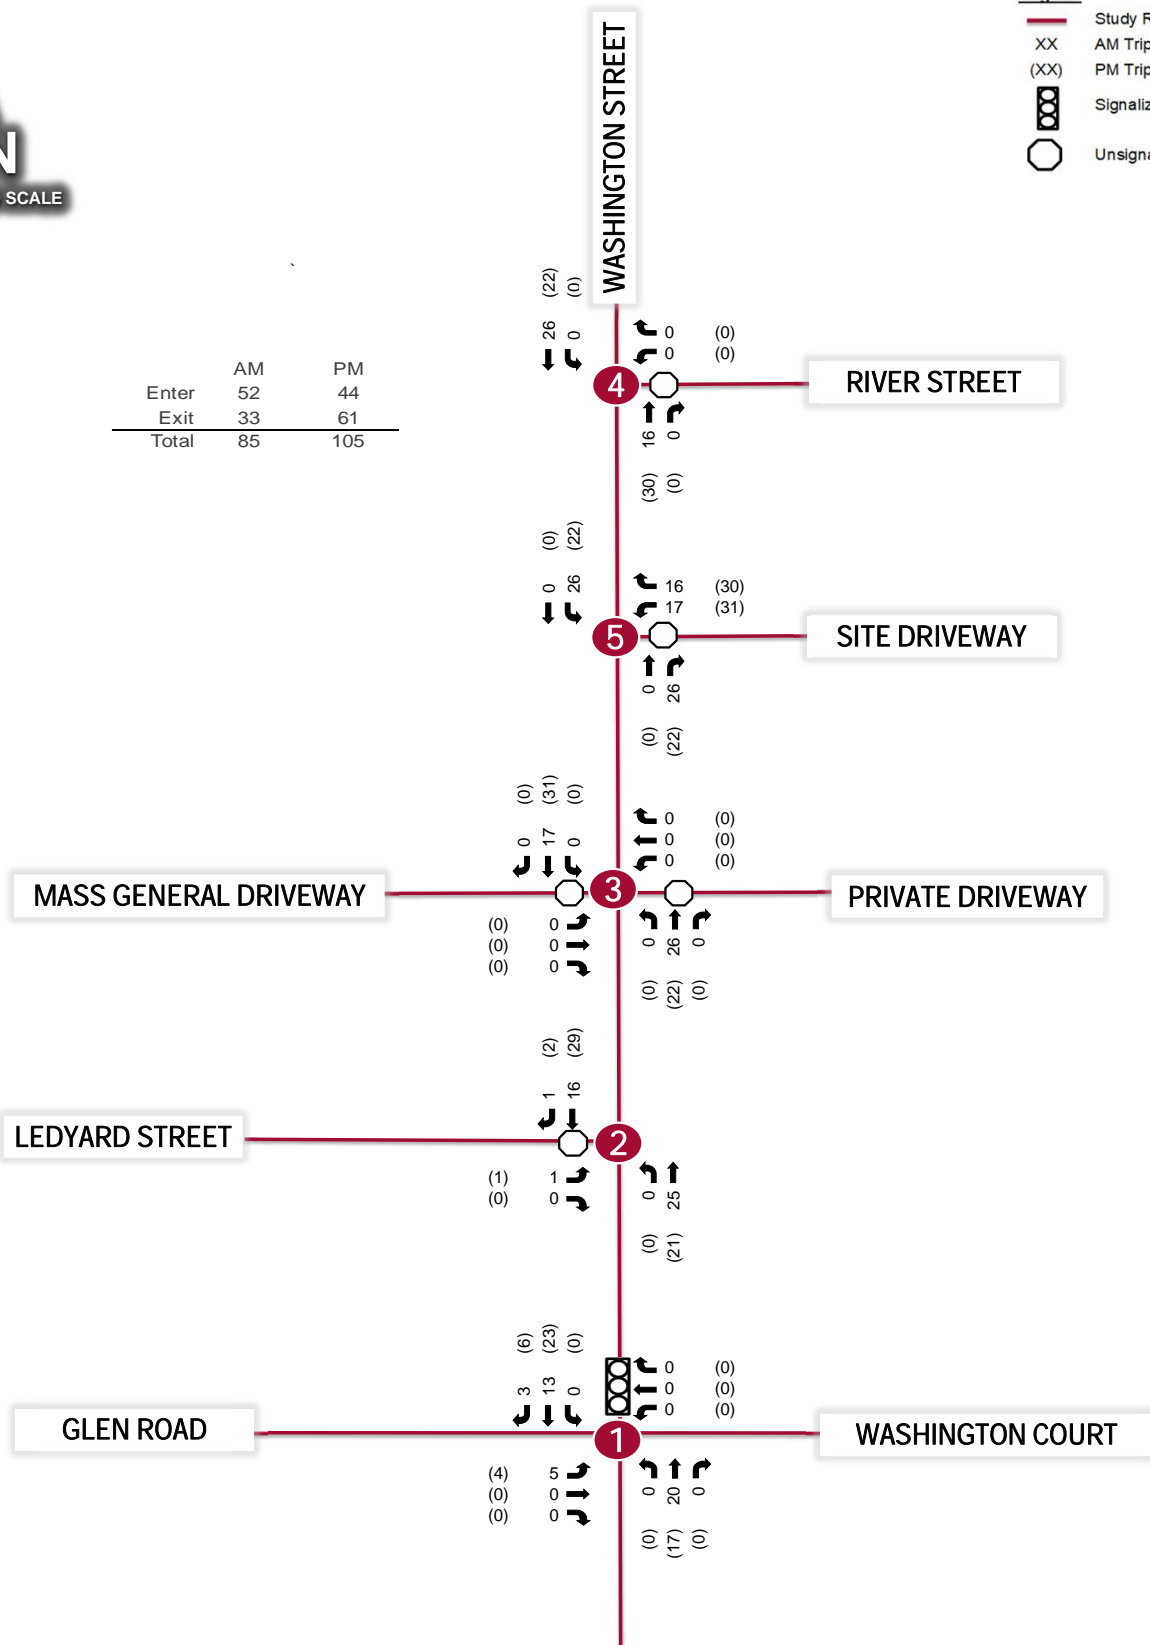 Study R
XX AM Trip
(XX) PM Trip
Signaliz
Unsigna
N
SCALE
WASHINGTON STREET
AM PM
Enter 52 44
Exit 33 61
Total 85 105
(22) (0)
26 0
0 (0)
0 (0)
4
RIVER STREET
16 0
(30) (0)
(0) (22)
0 26
16 (30)
17 (31)
5
SITE DRIVEWAY
0 26
(0) (22)
(0) (31) (0)
0 17 0
0 (0)
0 (0)
0 (0)
MASS GENERAL DRIVEWAY
3
PRIVATE DRIVEWAY
(0) 0
(0) 0
(0) 0
0 26 0
(0) (22) (0)
(2) (29)
1 16
LEDYARD STREET
2
(1) 1
(0) 0
0 25
(0) (21)
(6) (23) (0)
3 13 0
0 (0)
0 (0)
0 (0)
GLEN ROAD
1
WASHINGTON COURT
(4) 5
(0) 0
(0) 0
0 20 0
(0) (17) (0)